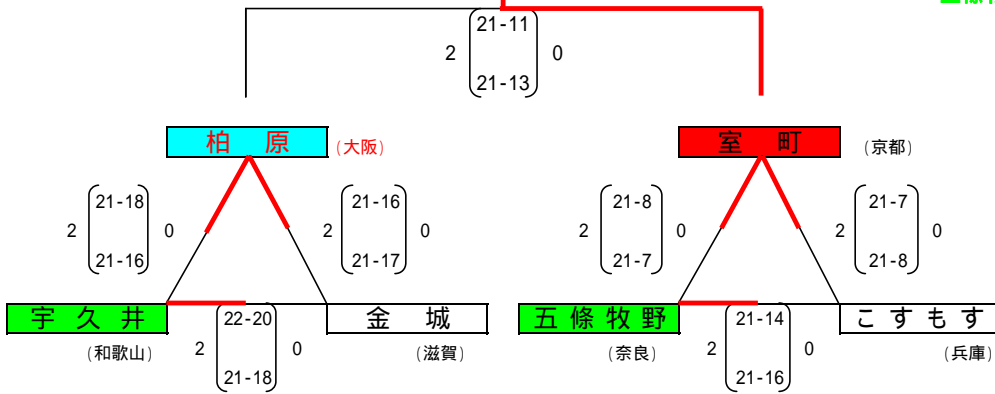 21-11
2 0
21-13
柏 原 (大阪)
室 町 (京都)
21-18
2 0
21-16
21-16
2 0
21-17
21-8
2 0
21-7
21-7
2 0
21-8
宇 久 井
(和歌山)
22-20
2 0
21-18
金 城
(滋賀)
五 條 牧 野
(奈良)
21-14
2 0
21-16
こ す も す
(兵庫)